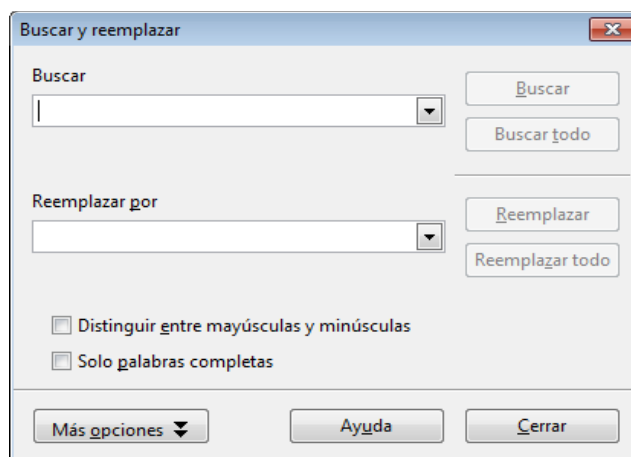 Buscar y reemplazar
Buscar
Buscar
Buscar todo
Reemplazar por
Reemplazar
Reemplazar todo
Distinguir entre mayúsculas y minúsculas
Solo palabras completas
Más opciones
Ayuda
Cerrar